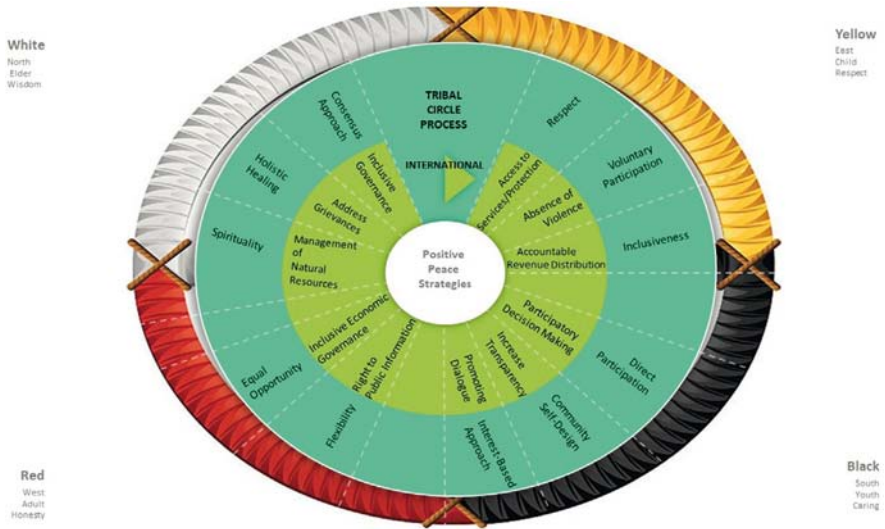 White
North
Elder
Wisdom
Yellow
East
Child
Respect
TRIBAL
CIRCLE
PROCESS
INTERNATIONAL
Respect
Voluntary
Participation
Inclusiveness
Direct
Participation
Community
Self-Design
Interest-Based
Approach
Flexibility
Equal
Opportunity
Spirituality
Holistic
Healing
Consensus
Approach
Access to
Services/Protection
Absence of
Violence
Accountable
Revenue Distribution
Participatory
Decision Making
Increase
Transparency
Promoting
Dialogue
Right to
Public Information
Inclusive Economic
Governance
Management
of
Natural
Resources
Address
Grievances
Inclusive
Governance
Positive
Peace
Strategies
Red
West
Adult
Honesty
Black
South
Youth
Caring